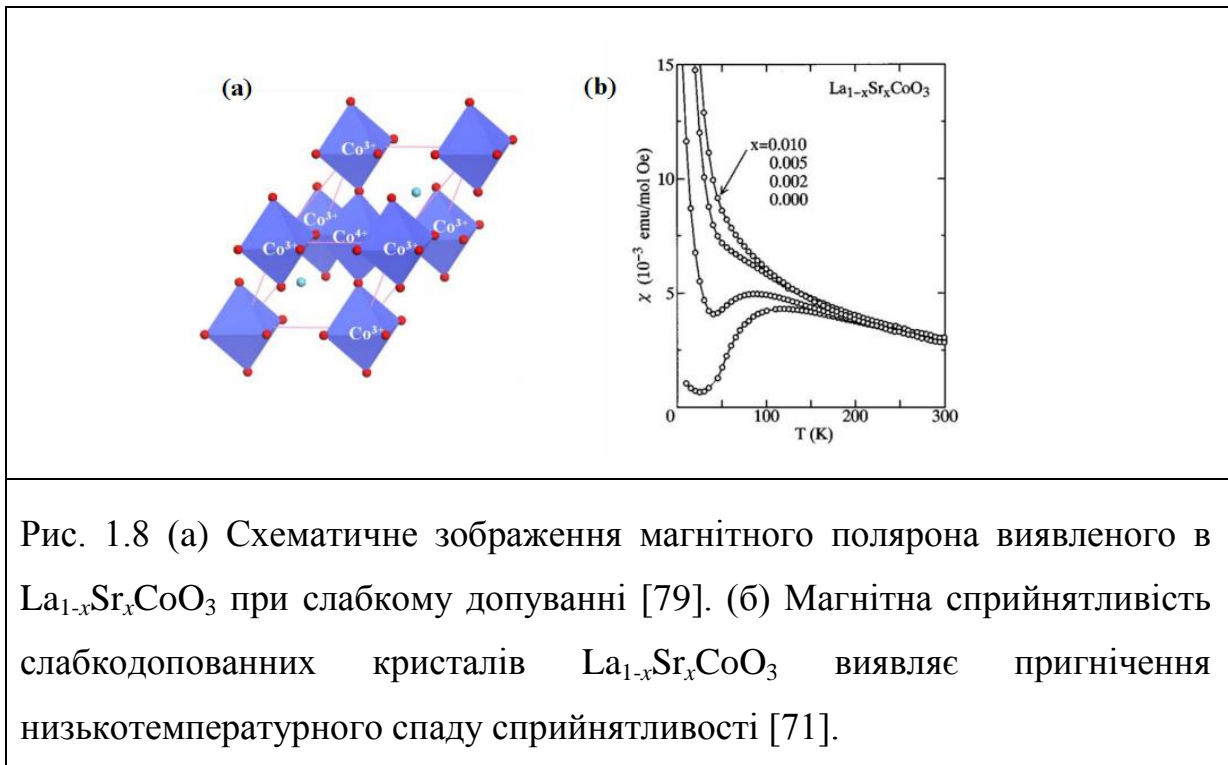 (a)
Co³⁺
Co³⁺
Co⁴⁺
Co³⁺
Co³⁺
Co³⁺
Co³⁺
(b)
15
10
5
0
χ (10⁻³ emu/mol Oe)
La₁₋ₓSrₓCoO₃
x=0.010
0.005
0.002
0.000
0
100
200
300
T (K)
Рис. 1.8 (а) Схематичне зображення магнітного полярона виявленого в
La₁₋ₓSrₓCoO₃ при слабкому допуванні [79]. (б) Магнітна сприйнятливість
слабкодопованних кристалів La₁₋ₓSrₓCoO₃ виявляє пригнічення
низькотемпературного спаду сприйнятливості [71].